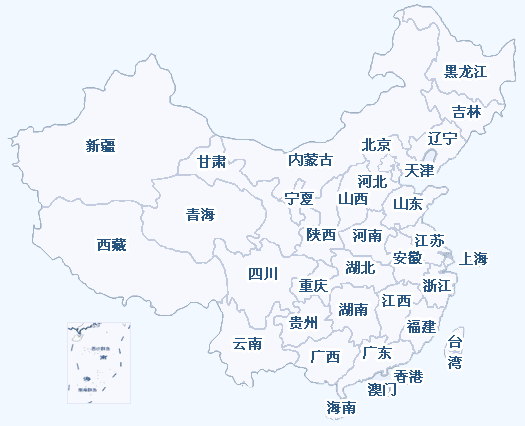 黑龙江
吉林
辽宁
北京
内蒙古
新疆
甘肃
天津
河北
宁夏
山西
山东
青海
陕西
河南
江苏
西藏
安徽
上海
四川
湖北
重庆
浙江
江西
湖南
贵州
福建
云南
台
湾
广西
广东
香港
澳门
海南
南
海